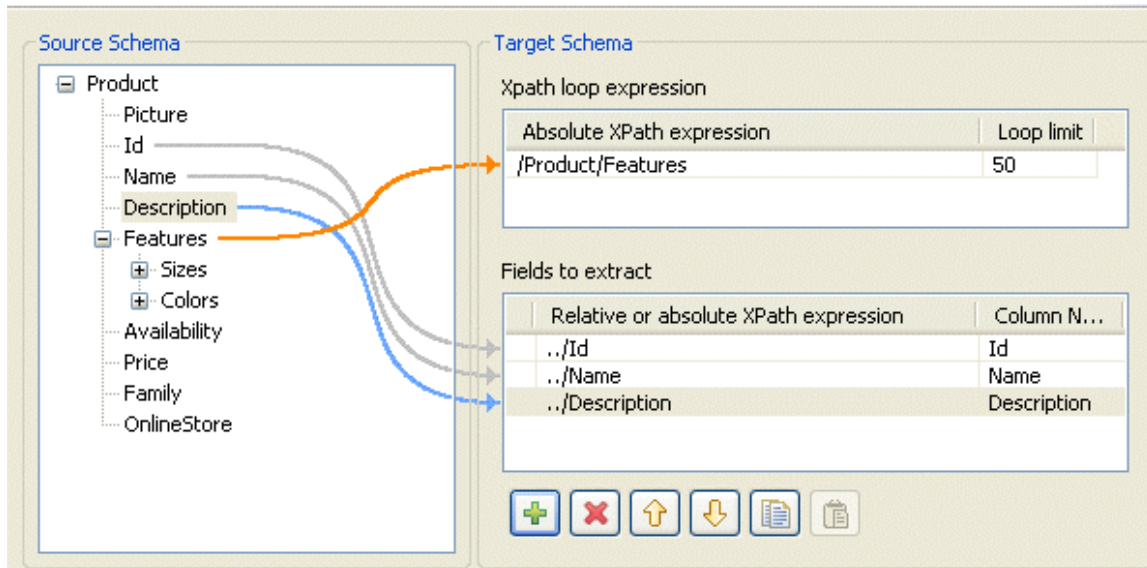 Source Schema
Product
Picture
Id
Name
Description
Features
Sizes
Colors
Availability
Price
Family
OnlineStore
Target Schema
Xpath loop expression
Absolute XPath expression Loop limit
/Product/Features 50
Fields to extract
Relative or absolute XPath expression Column N...
../Id Id
../Name Name
../Description Description